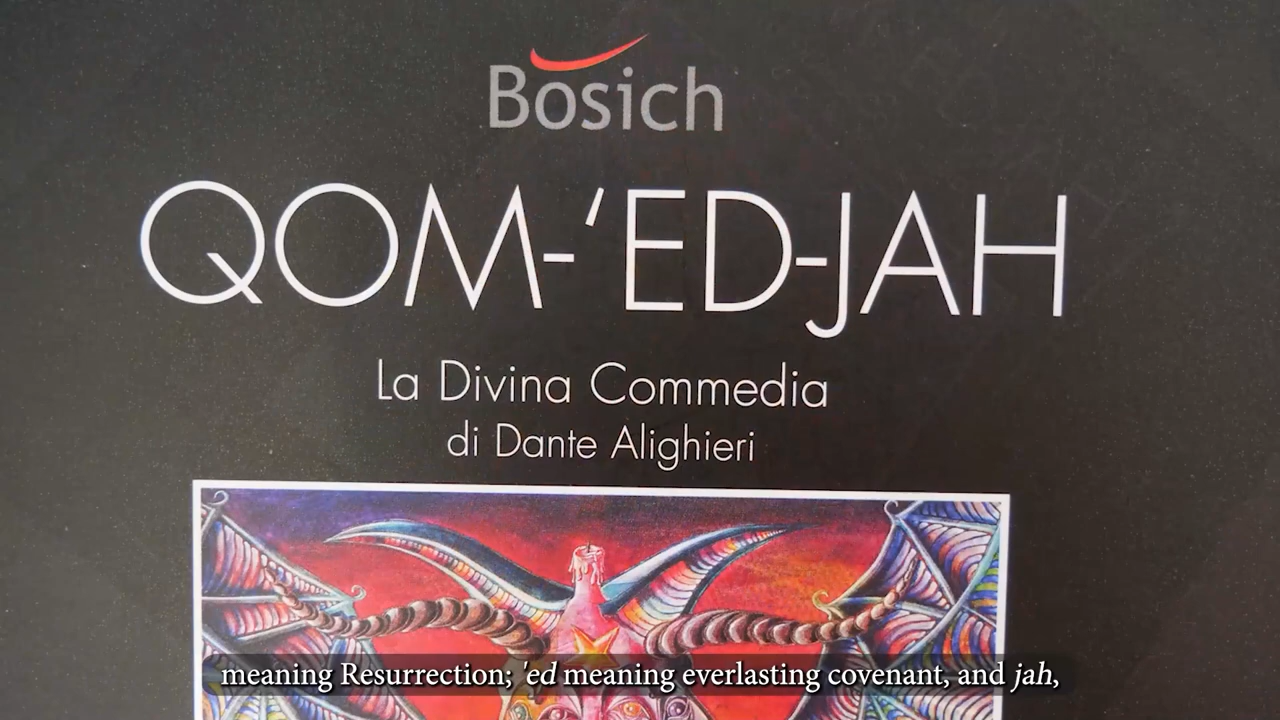 Bosich
QOM-'ED-JAH
La Divina Commedia
di Dante Alighieri
meaning Resurrection; 'ed meaning everlasting covenant, and jah,